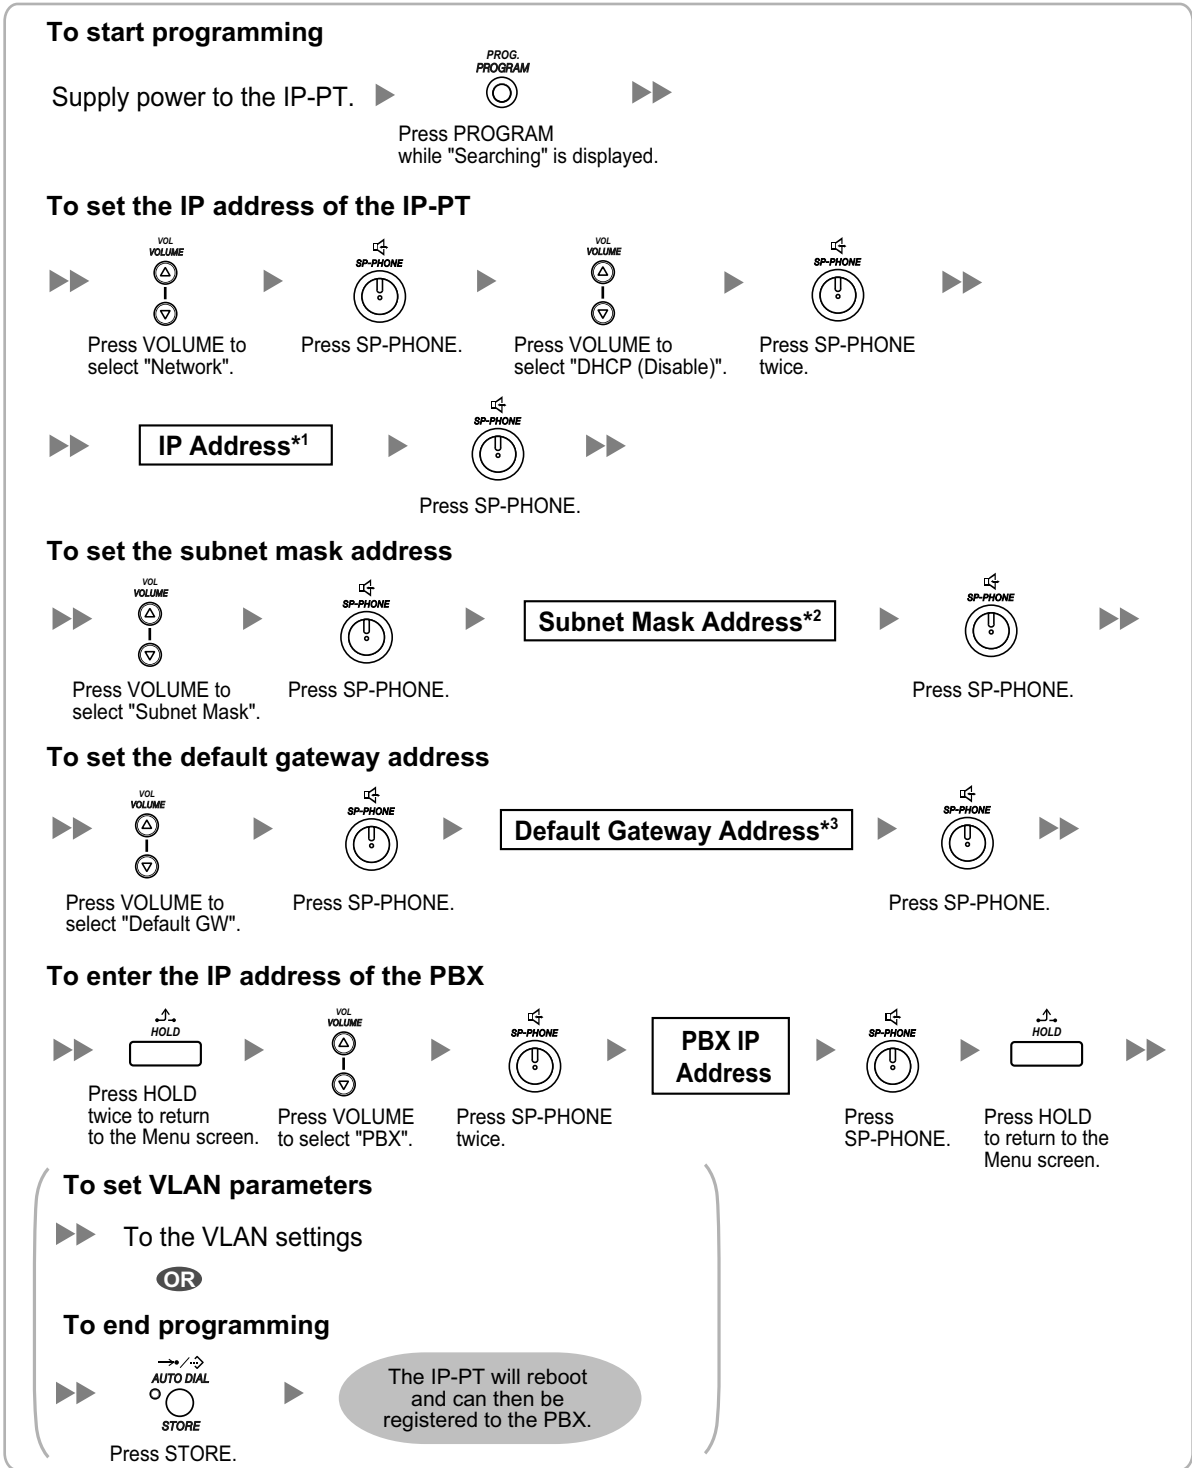 To start programming
Supply power to the IP-PT.
PROG.
PROGRAM
Press PROGRAM
while "Searching" is displayed.
To set the IP address of the IP-PT
VOL
VOLUME
Press VOLUME to
select "Network".
SP-PHONE
Press SP-PHONE.
VOL
VOLUME
Press VOLUME to
select "DHCP (Disable)".
SP-PHONE
Press SP-PHONE
twice.
IP Address*1
SP-PHONE
Press SP-PHONE.
To set the subnet mask address
VOL
VOLUME
Press VOLUME to
select "Subnet Mask".
SP-PHONE
Press SP-PHONE.
Subnet Mask Address*2
SP-PHONE
Press SP-PHONE.
To set the default gateway address
VOL
VOLUME
Press VOLUME to
select "Default GW".
SP-PHONE
Press SP-PHONE.
Default Gateway Address*3
SP-PHONE
Press SP-PHONE.
To enter the IP address of the PBX
HOLD
Press HOLD
twice to return
to the Menu screen.
VOL
VOLUME
Press VOLUME
to select "PBX".
SP-PHONE
Press SP-PHONE
twice.
PBX IP
Address
SP-PHONE
Press
SP-PHONE.
HOLD
Press HOLD
to return to the
Menu screen.
To set VLAN parameters
To the VLAN settings
OR
To end programming
AUTO DIAL
STORE
Press STORE.
The IP-PT will reboot
and can then be
registered to the PBX.